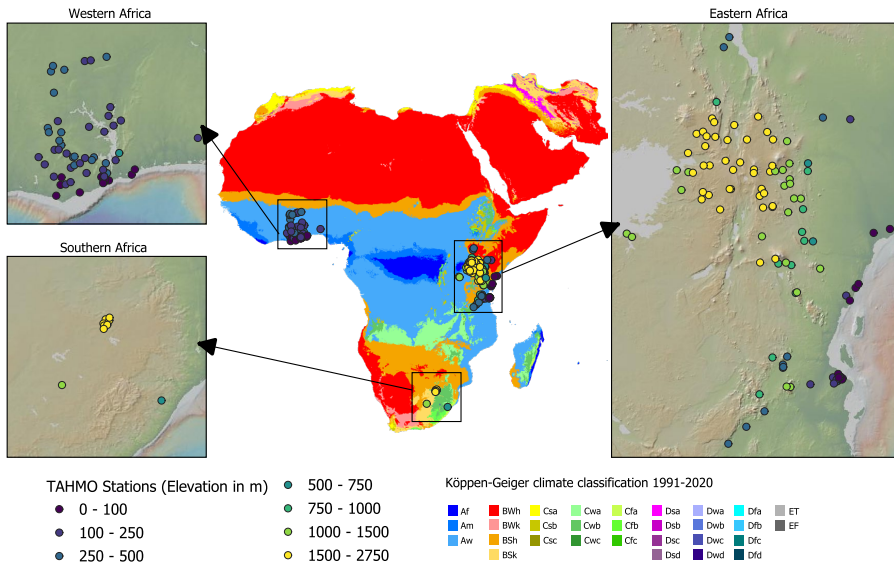 Western Africa
Eastern Africa
Southern Africa
TAHMO Stations (Elevation in m)
0 - 100
100 - 250
250 - 500
500 - 750
750 - 1000
1000 - 1500
1500 - 2750
Köppen-Geiger climate classification 1991-2020
Af BWh Csa Cwa Cfa Dsa Dwa Dfa ET
Am BWk Csb Cwb Cfb Dsb Dwb Dfb EF
Aw BSh Csc Cwc Cfc Dsc Dwc Dfc
BSk Dsd Dwd Dfd